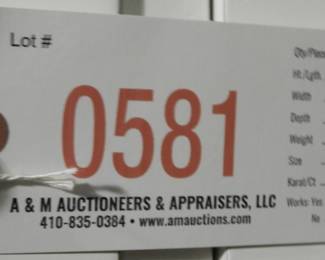 Lot #
0581
A & M AUCTIONEERS & APPRAISERS, LLC
410-835-0384 • www.amauctions.com
Qty/Piece
Ht./Lgth.
Width
Depth
Weight
Size
Karat/Ct
Works: Yes
No